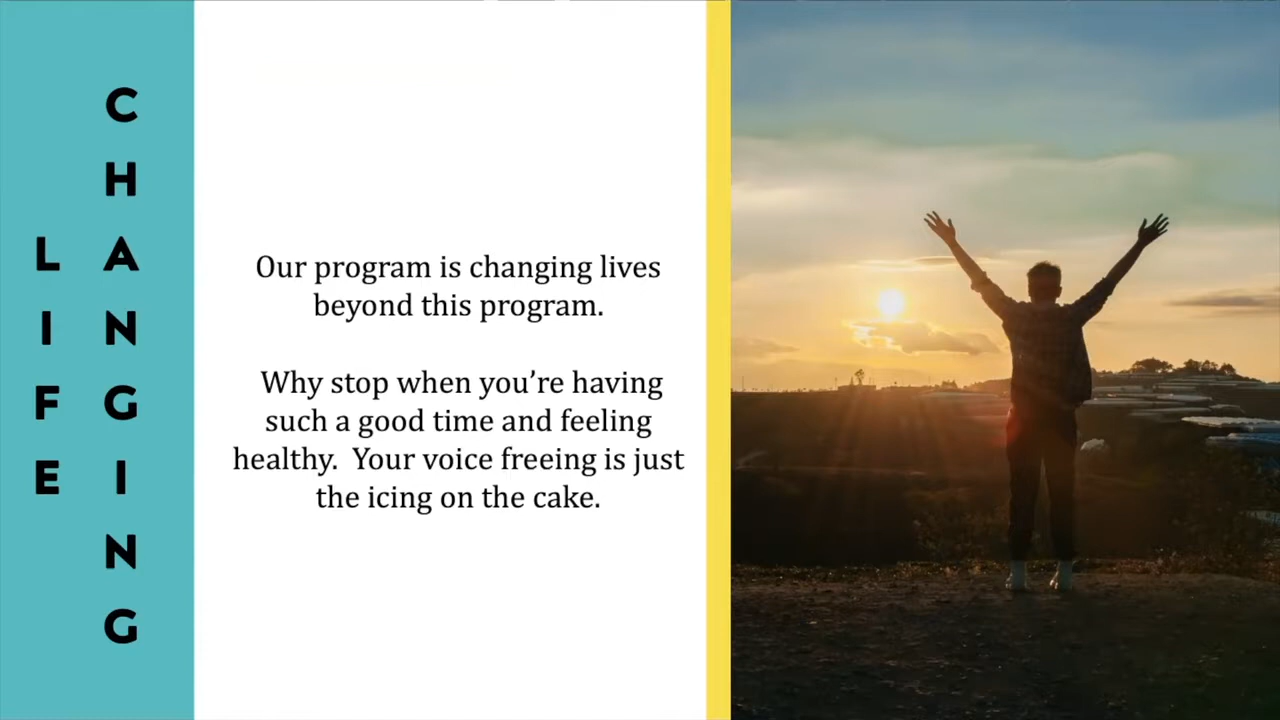 LIFE
CHANGING
Our program is changing lives
beyond this program.
Why stop when you’re having
such a good time and feeling
healthy.  Your voice freeing is just
the icing on the cake.